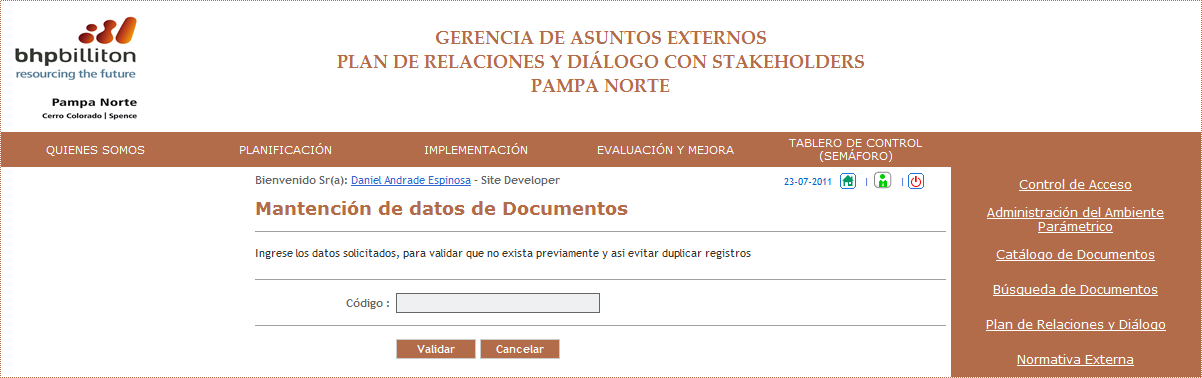 bhpbilliton
resourcing the future
Pampa Norte
Cerro Colorado | Spence
GERENCIA DE ASUNTOS EXTERNOS
PLAN DE RELACIONES Y DIÁLOGO CON STAKEHOLDERS
PAMPA NORTE
QUIENES SOMOS
PLANIFICACIÓN
IMPLEMENTACIÓN
EVALUACIÓN Y MEJORA
TABLERO DE CONTROL
(SEMÁFORO)
Bienvenido Sr(a): Daniel Andrade Espinosa - Site Developer
23-07-2011 | |
Mantención de datos de Documentos
Ingrese los datos solicitados, para validar que no exista previamente y asi evitar duplicar registros
Código :
Validar
Cancelar
Control de Acceso
Administración del Ambiente
Parámetrico
Catálogo de Documentos
Búsqueda de Documentos
Plan de Relaciones y Diálogo
Normativa Externa